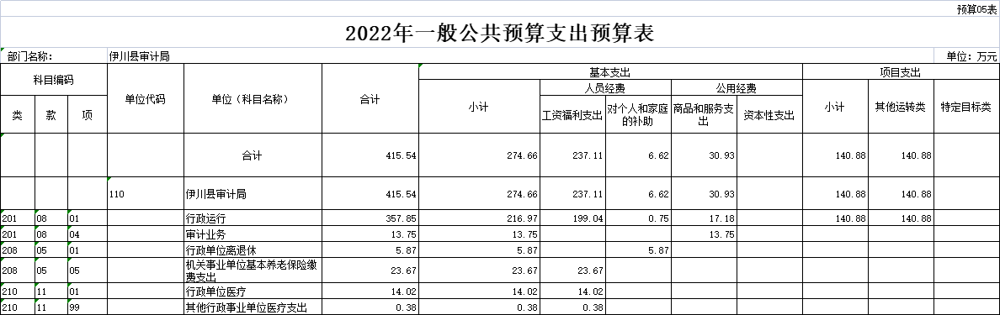 预算05表
2022年一般公共预算支出预算表
部门名称： 伊川县审计局 单位：万元
科目编码 单位代码 单位（科目名称） 合计 基本支出 项目支出
小计 人员经费 公用经费 小计 其他运转类 特定目标类
类 款 项 工资福利支出 对个人和家庭的补助 商品和服务支出 资本性支出
合计 415.54 274.66 237.11 6.62 30.93 140.88 140.88
110 伊川县审计局 415.54 274.66 237.11 6.62 30.93 140.88 140.88
201 08 01 行政运行 357.85 216.97 199.04 0.75 17.18 140.88 140.88
201 08 04 审计业务 13.75 13.75 13.75
208 05 01 行政单位离退休 5.87 5.87 5.87
208 05 05 机关事业单位基本养老保险缴费支出 23.67 23.67 23.67
210 11 01 行政单位医疗 14.02 14.02 14.02
210 11 99 其他行政事业单位医疗支出 0.38 0.38 0.38